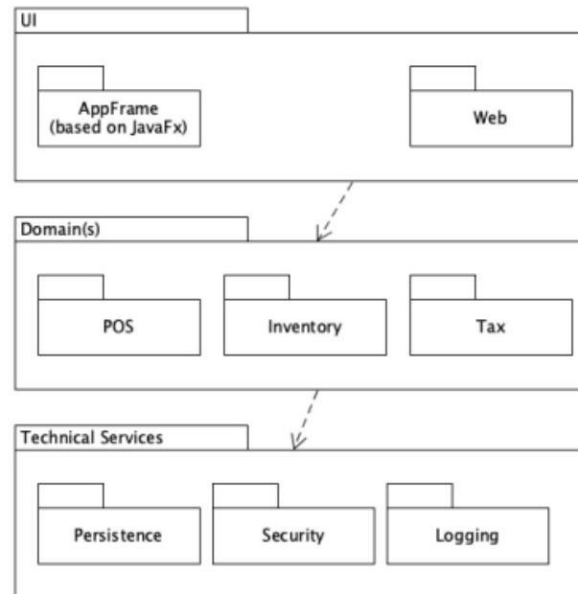 UI
AppFrame
(based on JavaFx)
Web
Domain(s)
POS
Inventory
Tax
Technical Services
Persistence
Security
Logging